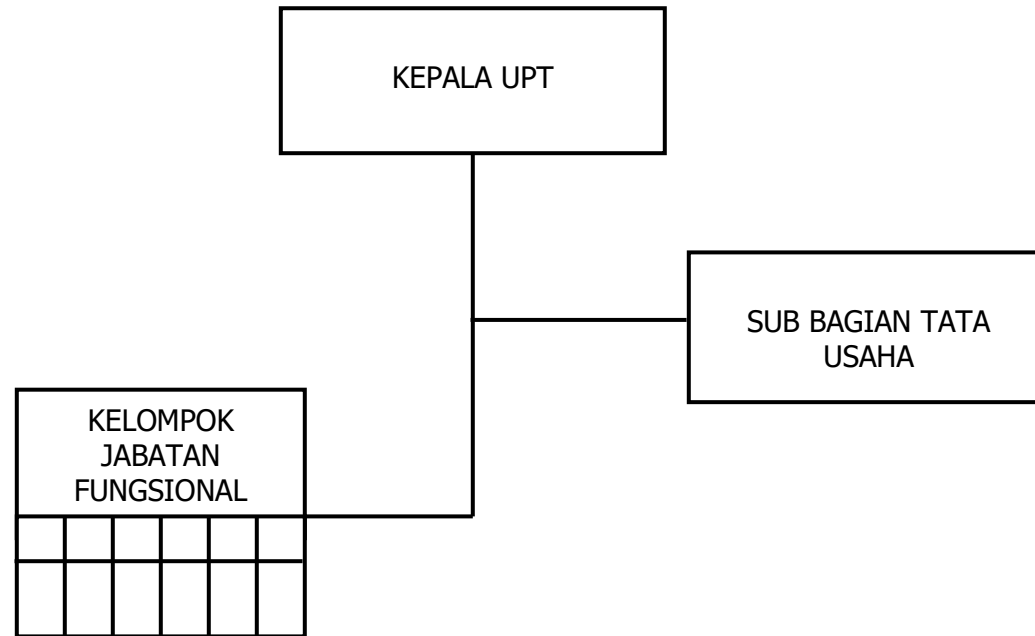 KEPALA UPT
SUB BAGIAN TATA
USAHA
KELOMPOK
JABATAN
FUNGSIONAL